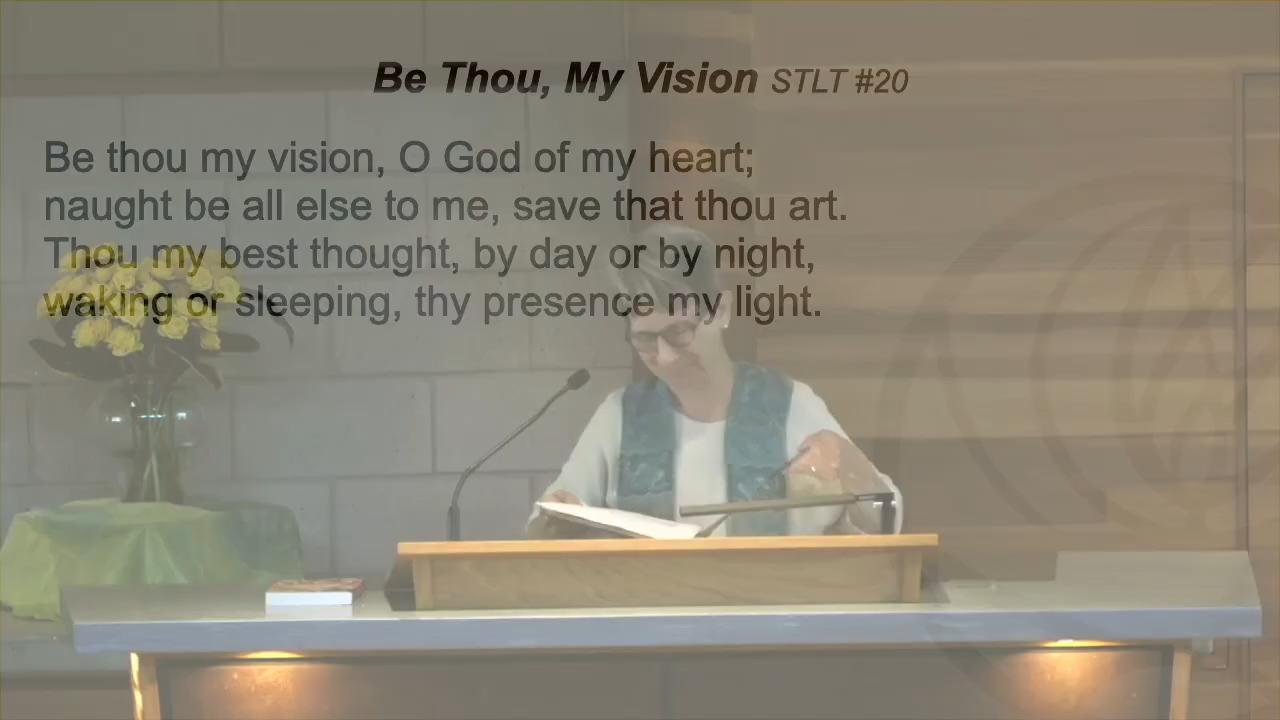 Be Thou, My Vision STLT #20
Be thou my vision, O God of my heart;
naught be all else to me, save that thou art.
Thou my best thought, by day or by night,
waking or sleeping, thy presence my light.